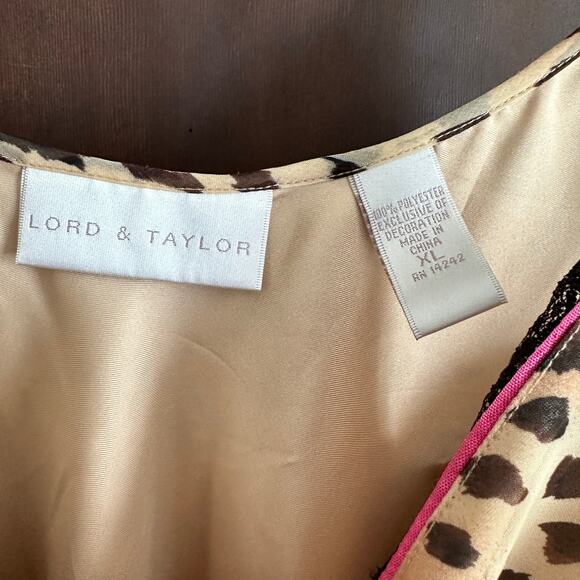 LORD & TAYLOR
100% POLYESTER
EXCLUSIVE OF
DECORATION
MADE IN
CHINA
XL
RN 14242